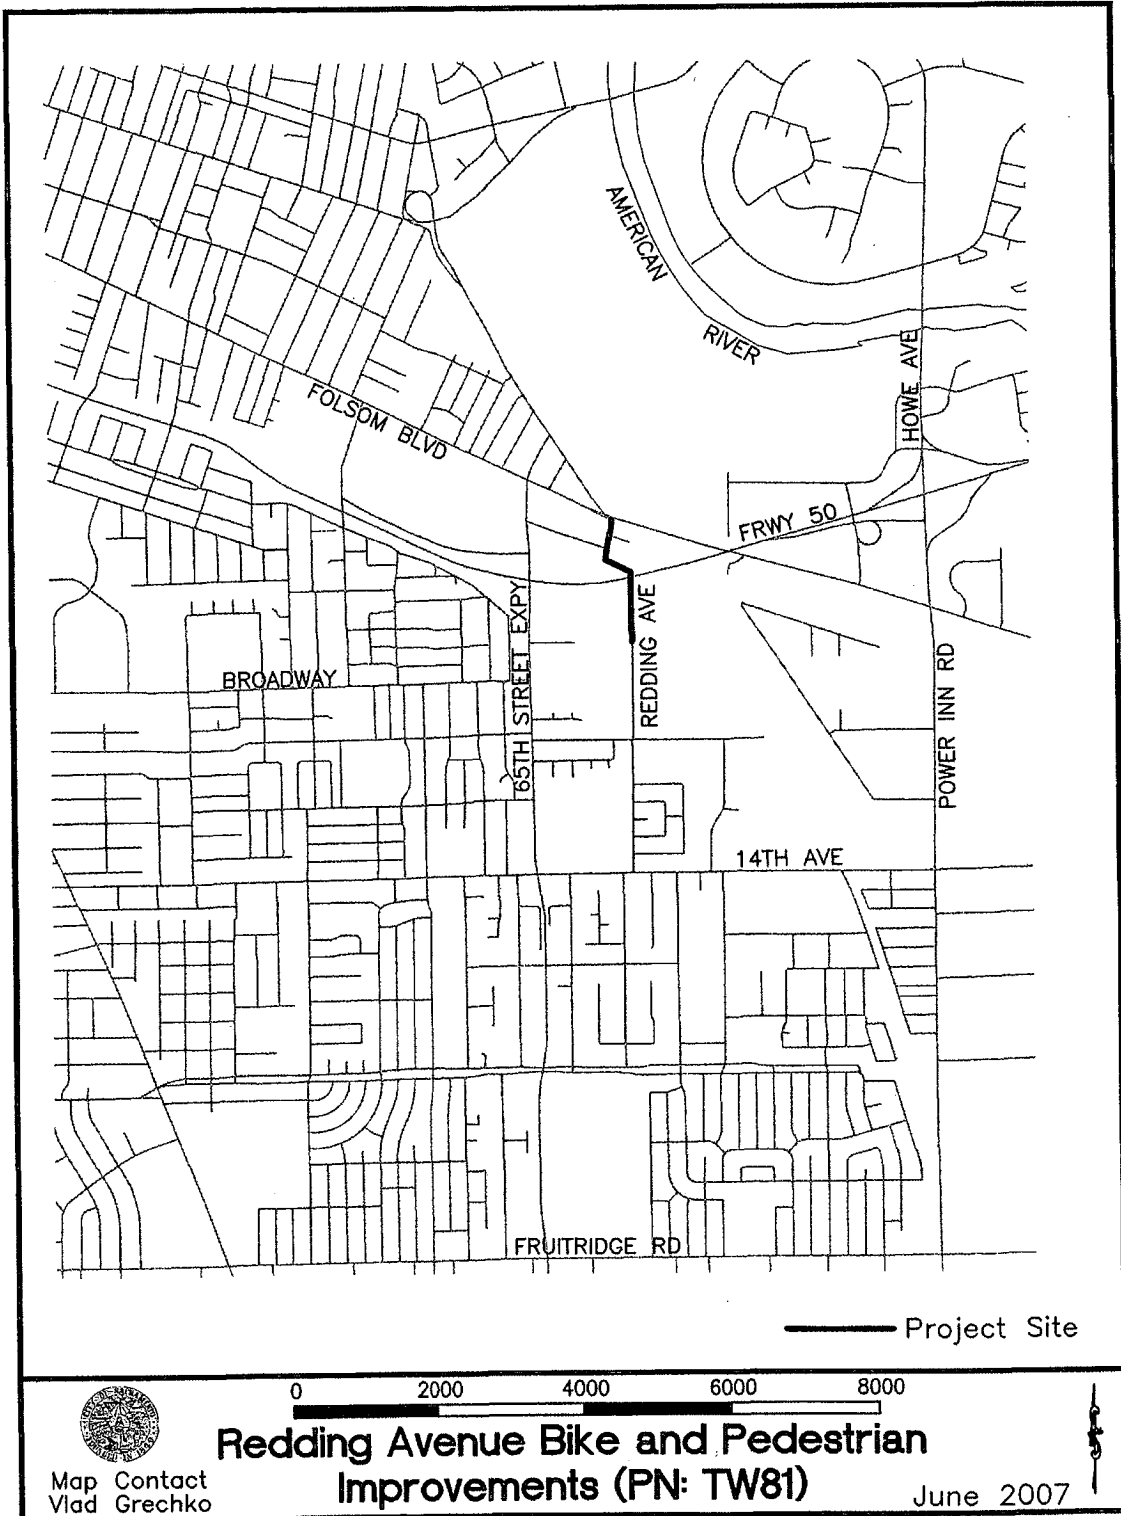 AMERICAN
RIVER
HOWE AVE
FOLSOM BLVD
FRWY 50
65TH STREET EXPY
REDDING AVE
BROADWAY
POWER INN RD
14TH AVE
FRUITRIDGE RD
Project Site
0 2000 4000 6000 8000
Redding Avenue Bike and Pedestrian
Improvements (PN: TW81)
Map Contact
Vlad Grechko
June 2007